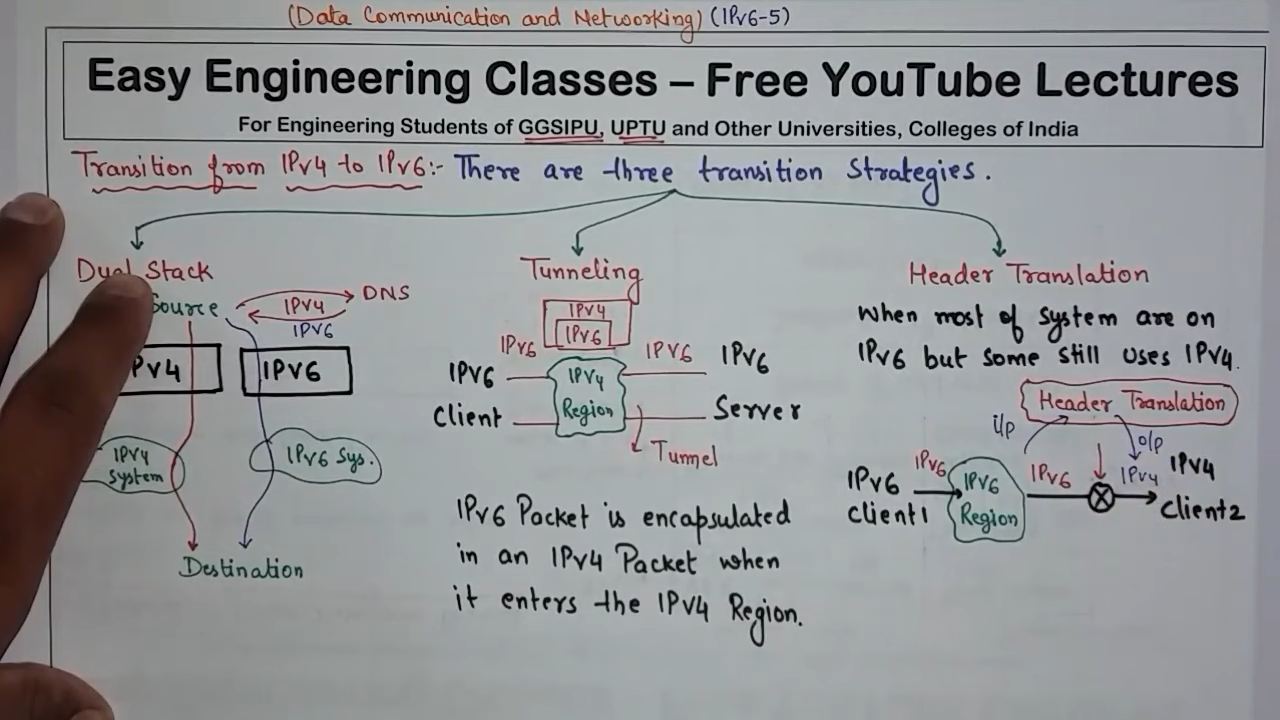 (Data Communication and Networking) (IPv6-5)
Easy Engineering Classes – Free YouTube Lectures
For Engineering Students of GGSIPU, UPTU and Other Universities, Colleges of India
Transition from IPv4 to IPv6:- There are three transition Strategies.
Dual Stack
Source
IPv4
DNS
IPv6
IPv4
IPv6
IPv4
System
IPv6 Sys.
Destination
Tunneling
IPv4
IPv6
IPv6
IPv6
IPv6
Client
IPv4
Region
IPv6
Server
Tunnel
IPv6 Packet is encapsulated
in an IPv4 Packet when
it enters the IPv4 Region.
Header Translation
When most of system are on
IPv6 but some still uses IPv4.
Header Translation
i/p
o/p
IPv6
Client1
IPv6
IPv6
Region
IPv6
IPv4
IPv4
Client2